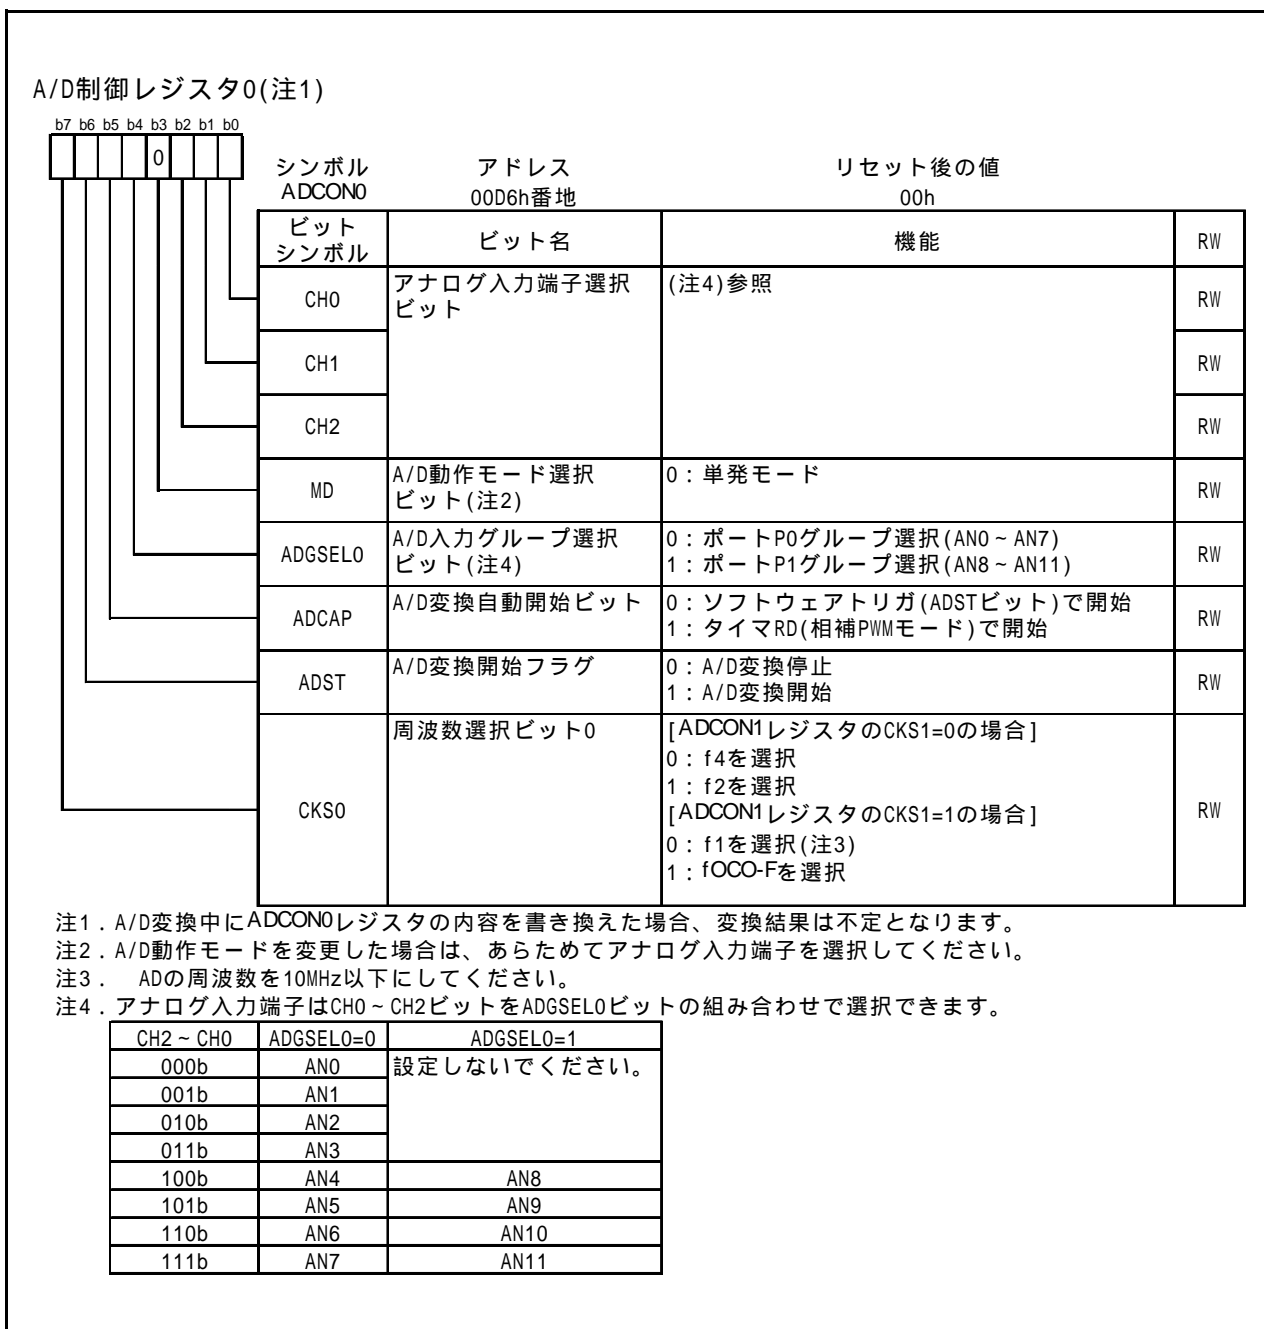 A/D制御レジスタ0(注1)
b7 b6 b5 b4 b3 b2 b1 b0
0
シンボル アドレス リセット後の値
ADCON0 00D6h番地 00h
ビット
シンボル ビット名 機能 RW
CH0 アナログ入力端子選択
ビット (注4)参照 RW
CH1 RW
CH2 RW
MD A/D動作モード選択
ビット(注2) 0：単発モード RW
ADGSEL0 A/D入力グループ選択
ビット(注4) 0：ポートP0グループ選択(AN0～AN7)
1：ポートP1グループ選択(AN8～AN11) RW
ADCAP A/D変換自動開始ビット 0：ソフトウェアトリガ(ADSTビット)で開始
1：タイマRD(相補PWMモード)で開始 RW
ADST A/D変換開始フラグ 0：A/D変換停止
1：A/D変換開始 RW
CKS0 周波数選択ビット0 [ADCON1レジスタのCKS1=0の場合]
0：f4を選択
1：f2を選択
[ADCON1レジスタのCKS1=1の場合]
0：f1を選択(注3)
1：fOCO-Fを選択 RW
注1．A/D変換中にADCON0レジスタの内容を書き換えた場合、変換結果は不定となります。
注2．A/D動作モードを変更した場合は、あらためてアナログ入力端子を選択してください。
注3． ADの周波数を10MHz以下にしてください。
注4．アナログ入力端子はCH0～CH2ビットをADGSEL0ビットの組み合わせで選択できます。
CH2～CH0 ADGSEL0=0 ADGSEL0=1
000b AN0 設定しないでください。
001b AN1
010b AN2
011b AN3
100b AN4 AN8
101b AN5 AN9
110b AN6 AN10
111b AN7 AN11